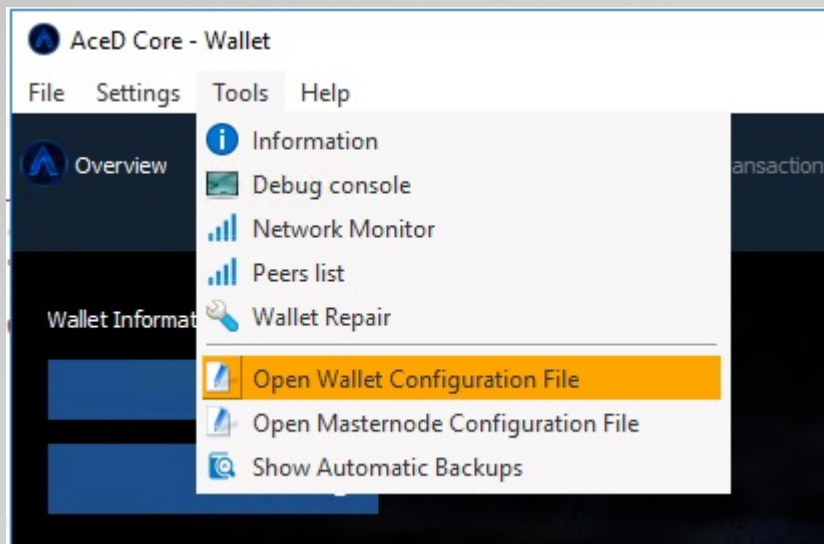 AceD Core - Wallet
File Settings Tools Help
Overview
Information
Debug console
Network Monitor
Peers list
Wallet Repair
Open Wallet Configuration File
Open Masternode Configuration File
Show Automatic Backups
ansaction
Wallet Informat